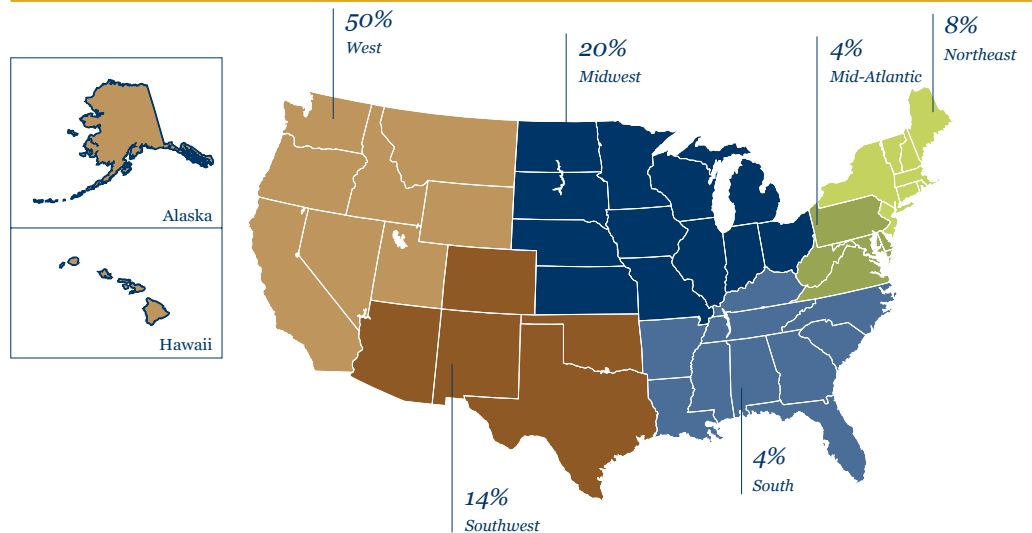 50%
West
20%
Midwest
4%
Mid-Atlantic
8%
Northeast
Alaska
Hawaii
14%
Southwest
4%
South